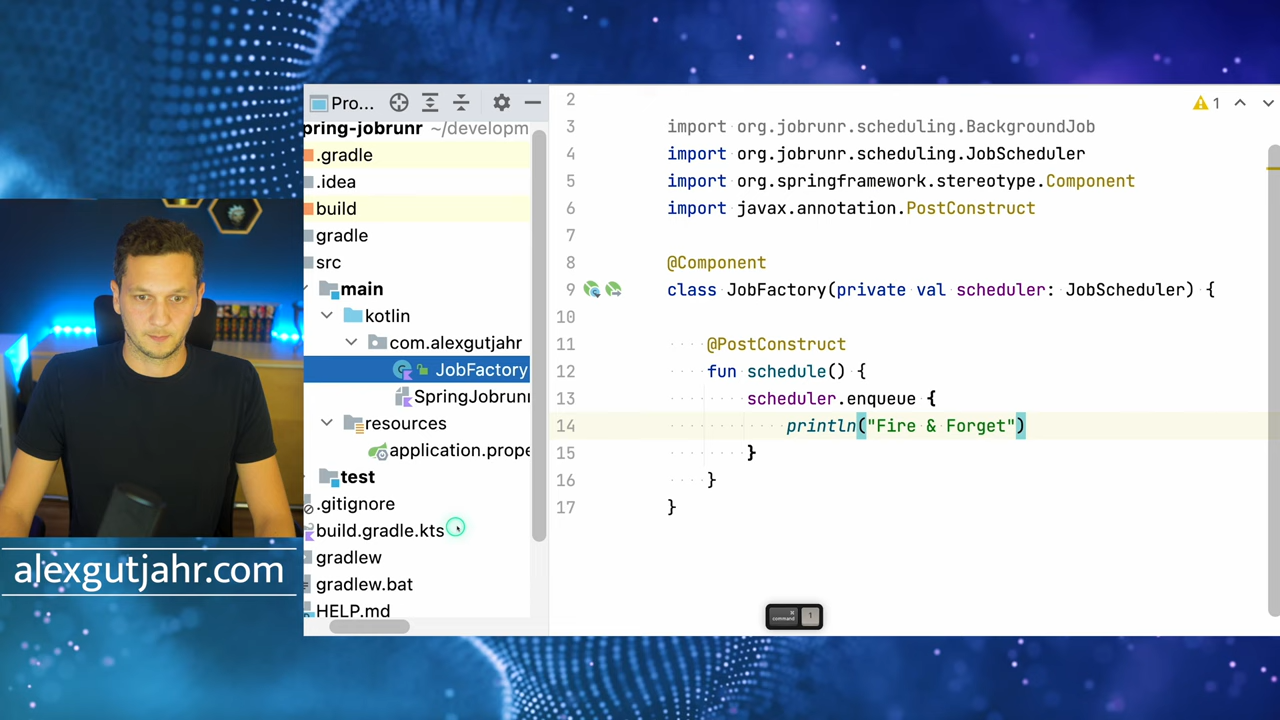 Pro...
pring-jobrunr ~/developm
.gradle
.idea
build
gradle
src
main
kotlin
com.alexgutjahr
JobFactory
SpringJobrun
resources
application.prope
test
.gitignore
build.gradle.kts
gradlew
gradlew.bat
HELP.md
1
2
3 import org.jobrunr.scheduling.BackgroundJob
4 import org.jobrunr.scheduling.JobScheduler
5 import org.springframework.stereotype.Component
6 import javax.annotation.PostConstruct
7
8 @Component
9 class JobFactory(private val scheduler: JobScheduler) {
10
11 @PostConstruct
12 fun schedule() {
13 scheduler.enqueue {
14 println("Fire & Forget")
15 }
16 }
17 }
alexgutjahr.com
command 1